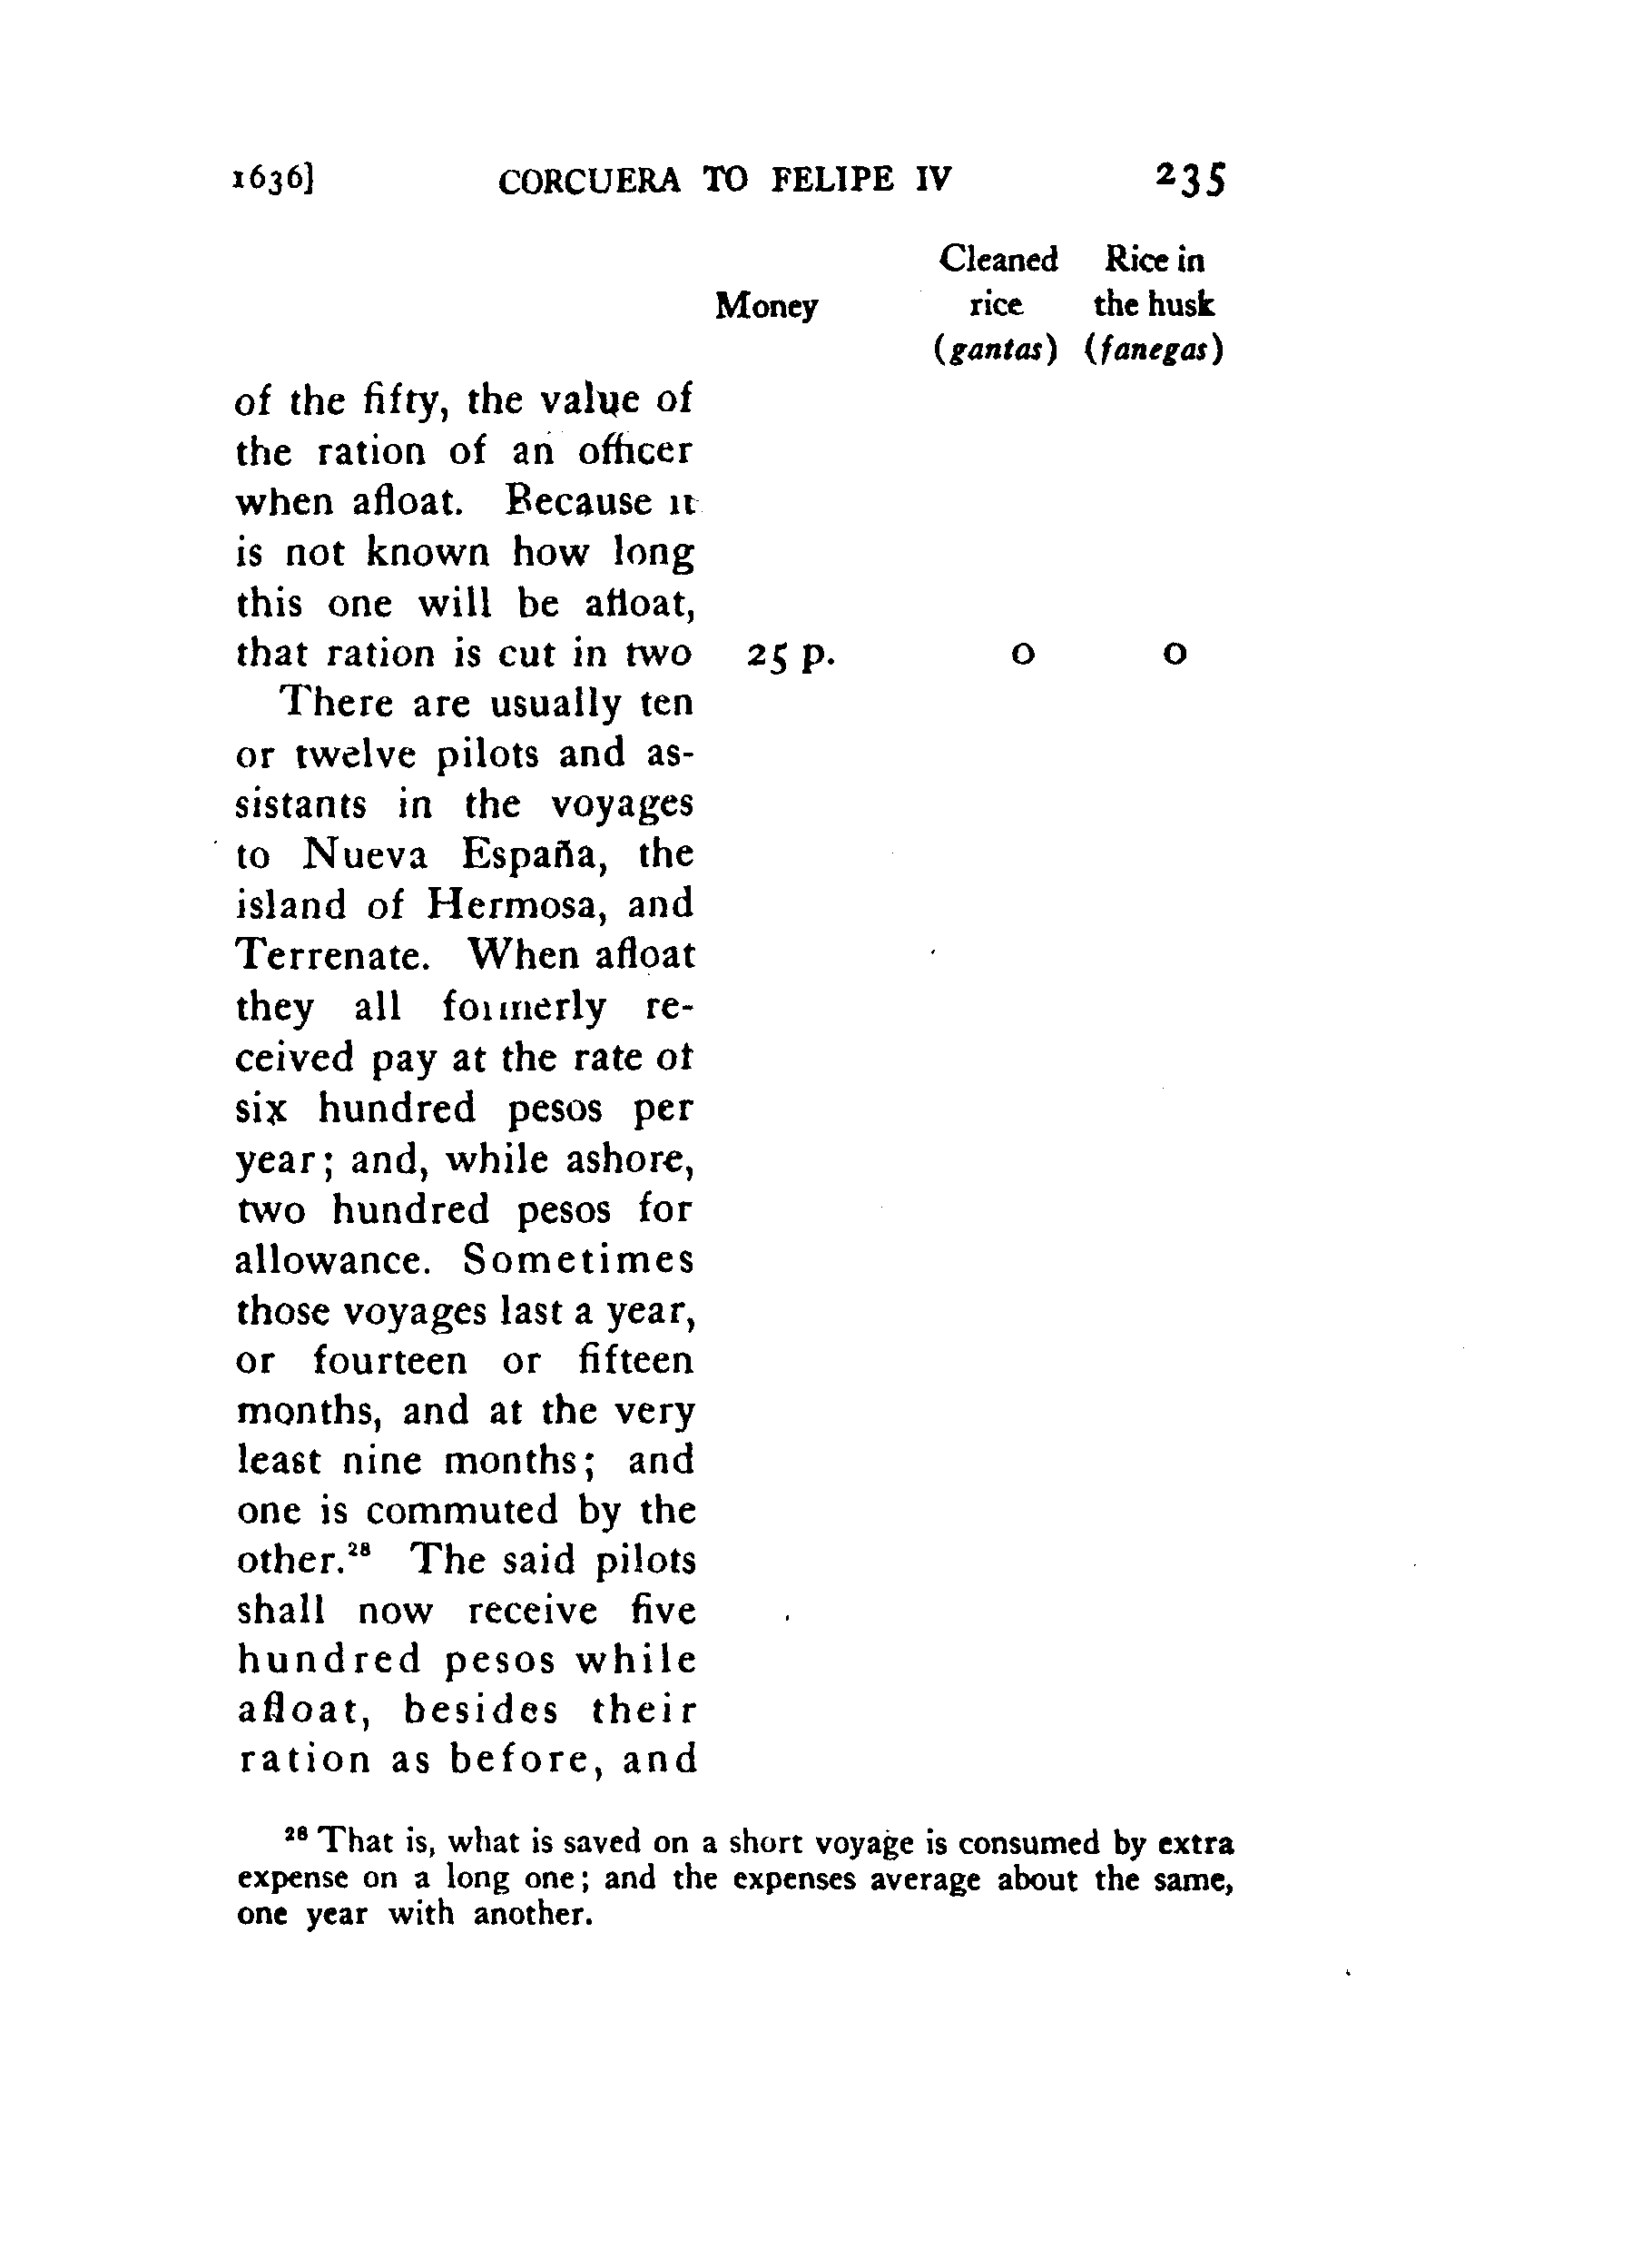 1636] CORCUERA TO FELIPE IV 235
Cleaned Rice in
Money rice the husk
(gantas) (fanegas)
of the fifty, the value of
the ration of an officer
when afloat. Because it
is not known how long
this one will be afloat,
that ration is cut in two 25 p. 0 0
There are usually ten
or twelve pilots and as-
sistants in the voyages
to Nueva España, the
island of Hermosa, and
Terrenate. When afloat
they all formerly re-
ceived pay at the rate of
six hundred pesos per
year; and, while ashore,
two hundred pesos for
allowance. Sometimes
those voyages last a year,
or fourteen or fifteen
months, and at the very
least nine months; and
one is commuted by the
other.²⁸ The said pilots
shall now receive five
hundred pesos while
afloat, besides their
ration as before, and
²⁸ That is, what is saved on a short voyage is consumed by extra
expense on a long one; and the expenses average about the same,
one year with another.